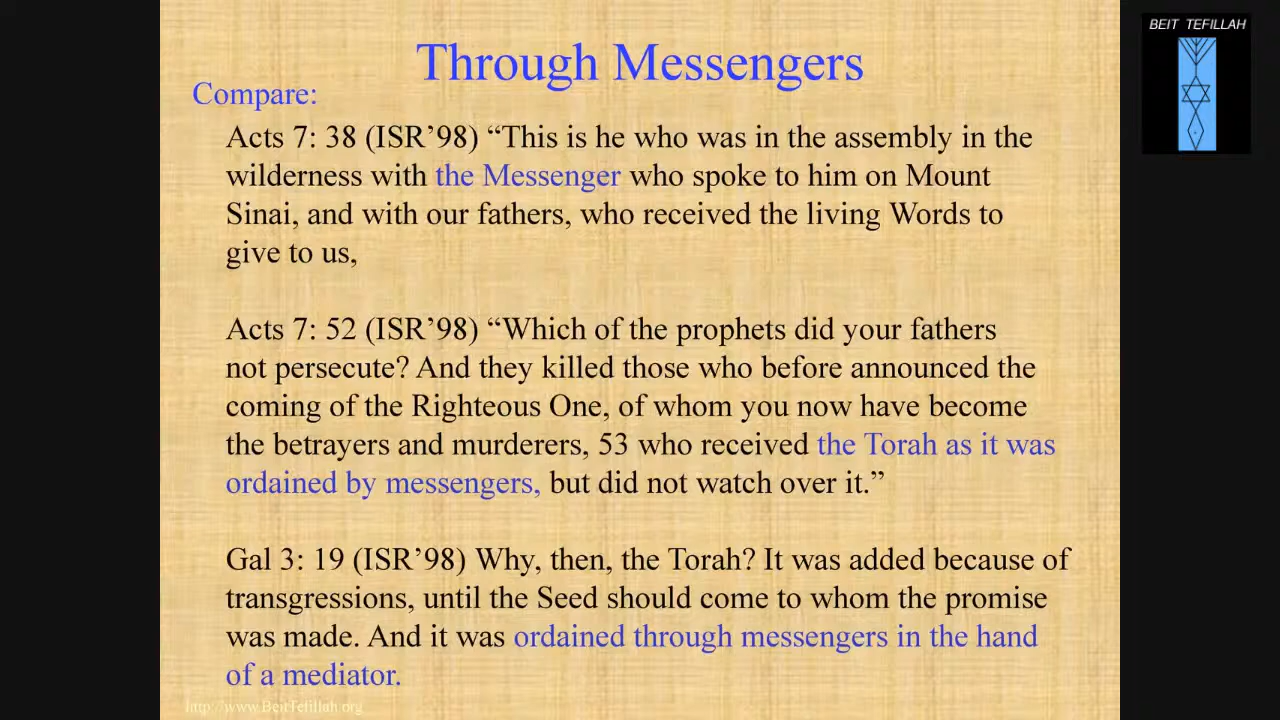 Through Messengers
BEIT TEFILLAH
Compare:
Acts 7: 38 (ISR’98) “This is he who was in the assembly in the
wilderness with the Messenger who spoke to him on Mount
Sinai, and with our fathers, who received the living Words to
give to us,
Acts 7: 52 (ISR’98) “Which of the prophets did your fathers
not persecute? And they killed those who before announced the
coming of the Righteous One, of whom you now have become
the betrayers and murderers, 53 who received the Torah as it was
ordained by messengers, but did not watch over it.”
Gal 3: 19 (ISR’98) Why, then, the Torah? It was added because of
transgressions, until the Seed should come to whom the promise
was made. And it was ordained through messengers in the hand
of a mediator.
http://www.BeitTefillah.org